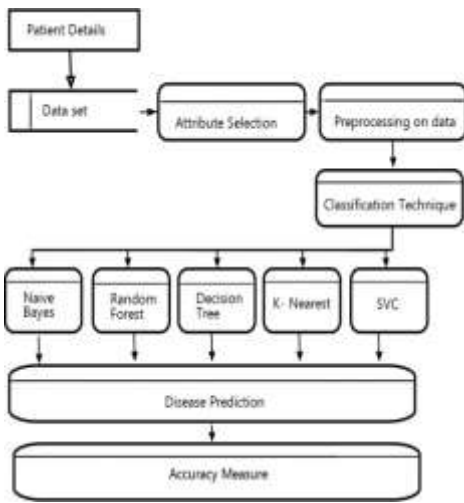 Patient Details
Data set
Attribute Selection
Preprocessing on data
Classification Technique
Naive
Bayes
Random
Forest
Decision
Tree
K- Nearest
SVC
Disease Prediction
Accuracy Measure